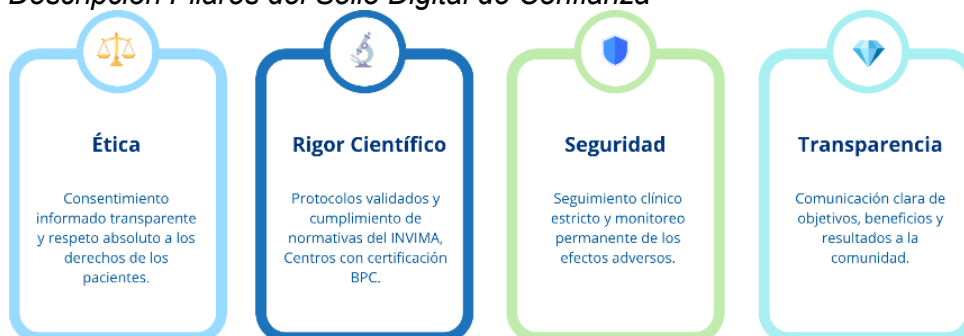 Descripción Pilares del Sello Digital de Confianza
Ética
Consentimiento
informado transparente
y respeto absoluto a los
derechos de los
pacientes.
Rigor Científico
Protocolos validados y
cumplimiento de
normativas del INVIMA,
Centros con certificación
BPC.
Seguridad
Seguimiento clínico
estricto y monitoreo
permanente de los
efectos adversos.
Transparencia
Comunicación clara de
objetivos, beneficios y
resultados a la
comunidad.